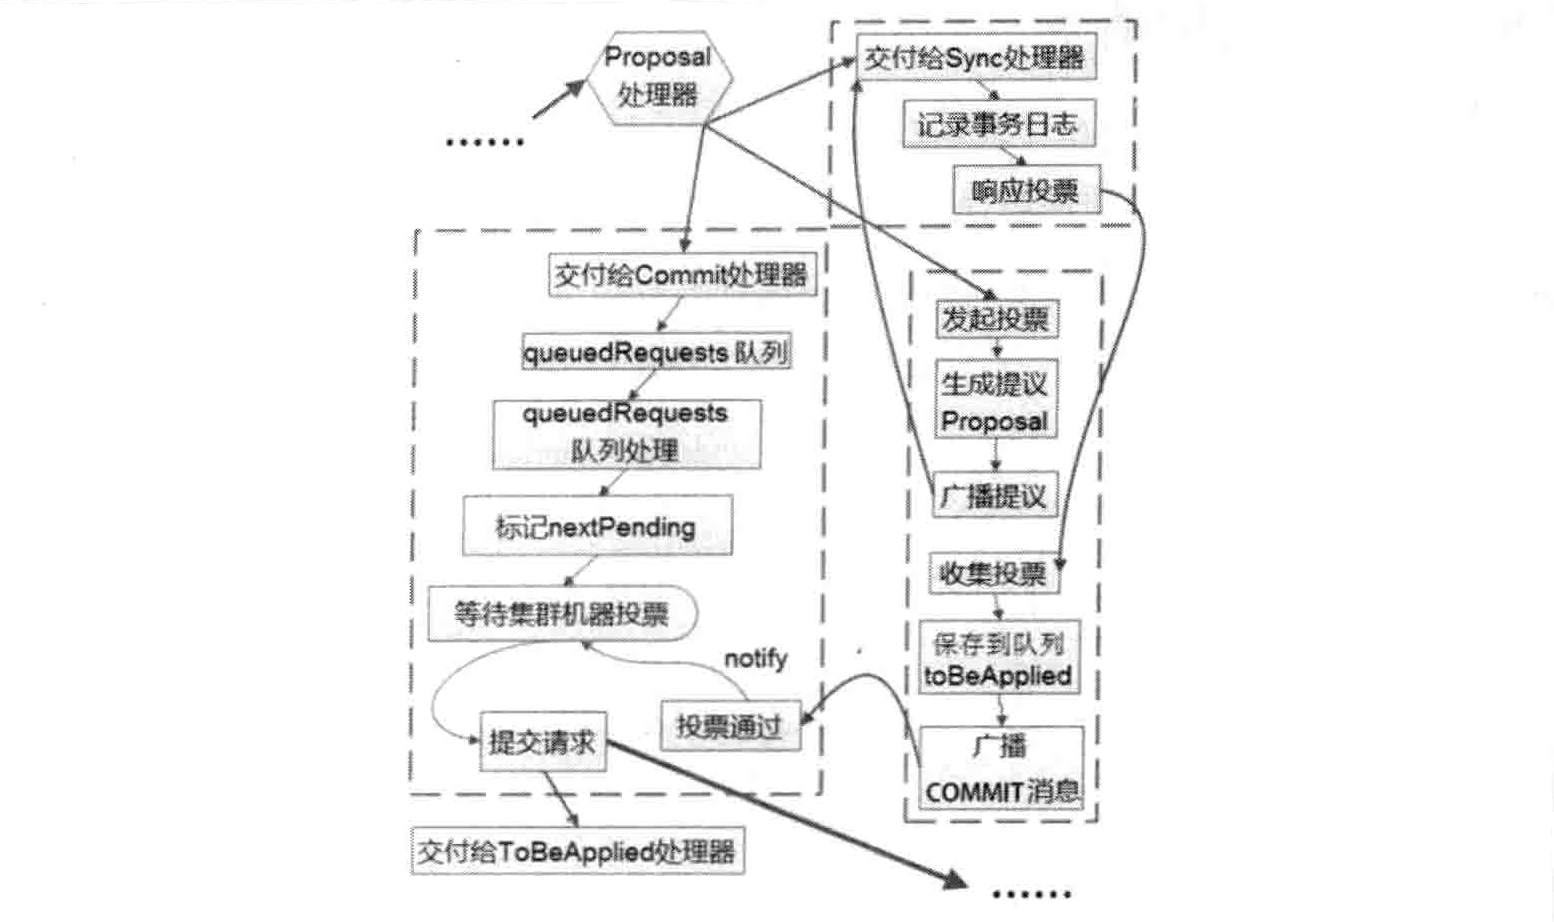 Proposal
处理器
······
交付给Sync处理器
记录事务日志
响应投票
交付给Commit处理器
queuedRequests 队列
queuedRequests
队列处理
标记nextPending
等待集群机器投票
notify
投票通过
提交请求
交付给ToBeApplied处理器
发起投票
生成提议
Proposal
广播提议
收集投票
保存到队列
toBeApplied
广播
COMMIT 消息
······